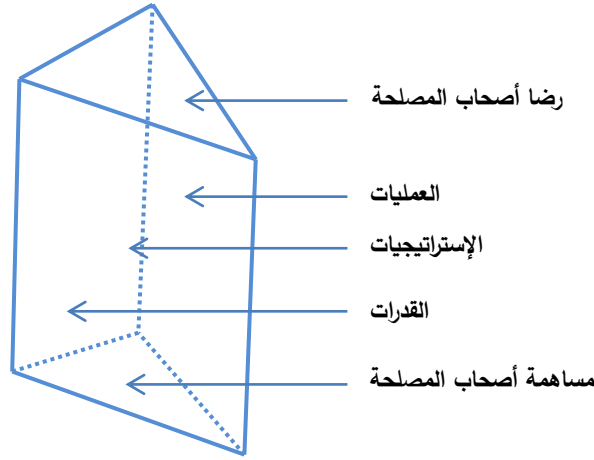 رضا أصحاب المصلحة
العمليات
الإستراتيجيات
القدرات
مساهمة أصحاب المصلحة